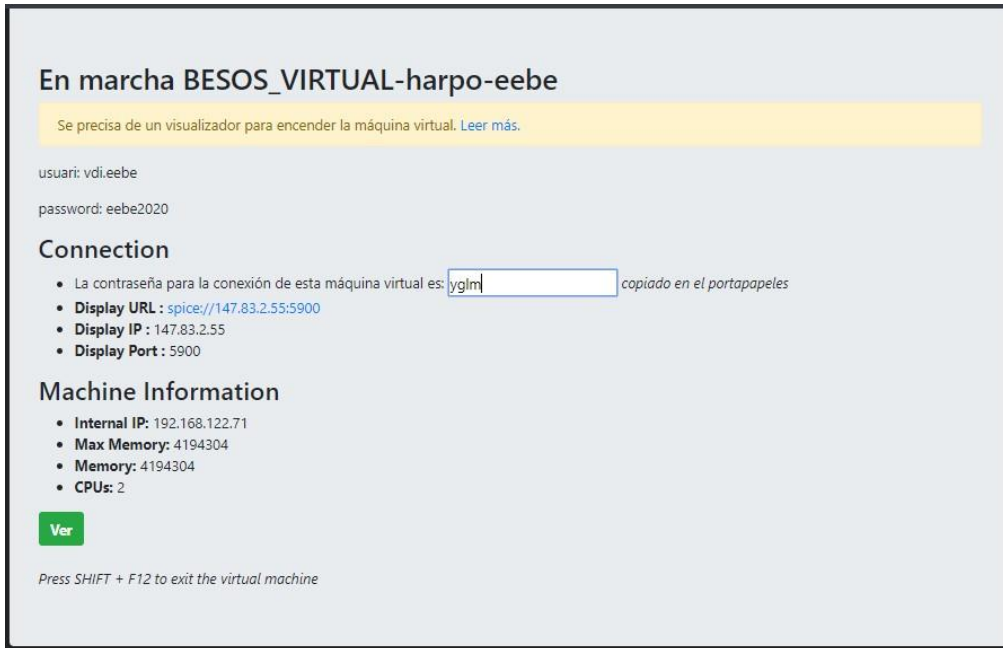 En marcha BESOS_VIRTUAL-harpo-eebe
Se precisa de un visualizador para encender la máquina virtual. Leer más.
usuari: vdi.eebe
password: eebe2020
Connection
La contraseña para la conexión de esta máquina virtual es: yglm copiado en el portapapeles
Display URL : spice://147.83.2.55:5900
Display IP : 147.83.2.55
Display Port : 5900
Machine Information
Internal IP: 192.168.122.71
Max Memory: 4194304
Memory: 4194304
CPUs: 2
Ver
Press SHIFT + F12 to exit the virtual machine